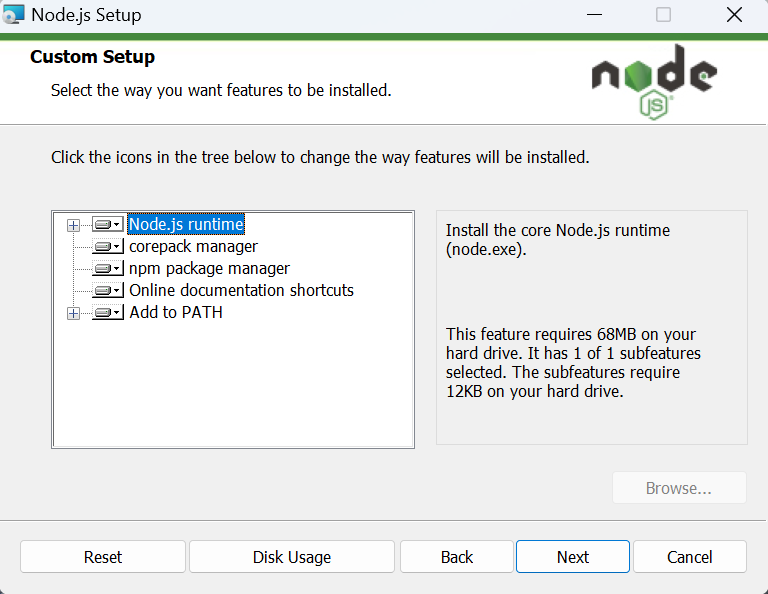 Node.js Setup
Custom Setup
Select the way you want features to be installed.
node
JS
Click the icons in the tree below to change the way features will be installed.
Node.js runtime
corepack manager
npm package manager
Online documentation shortcuts
Add to PATH
Install the core Node.js runtime
(node.exe).
This feature requires 68MB on your
hard drive. It has 1 of 1 subfeatures
selected. The subfeatures require
12KB on your hard drive.
Browse...
Reset
Disk Usage
Back
Next
Cancel